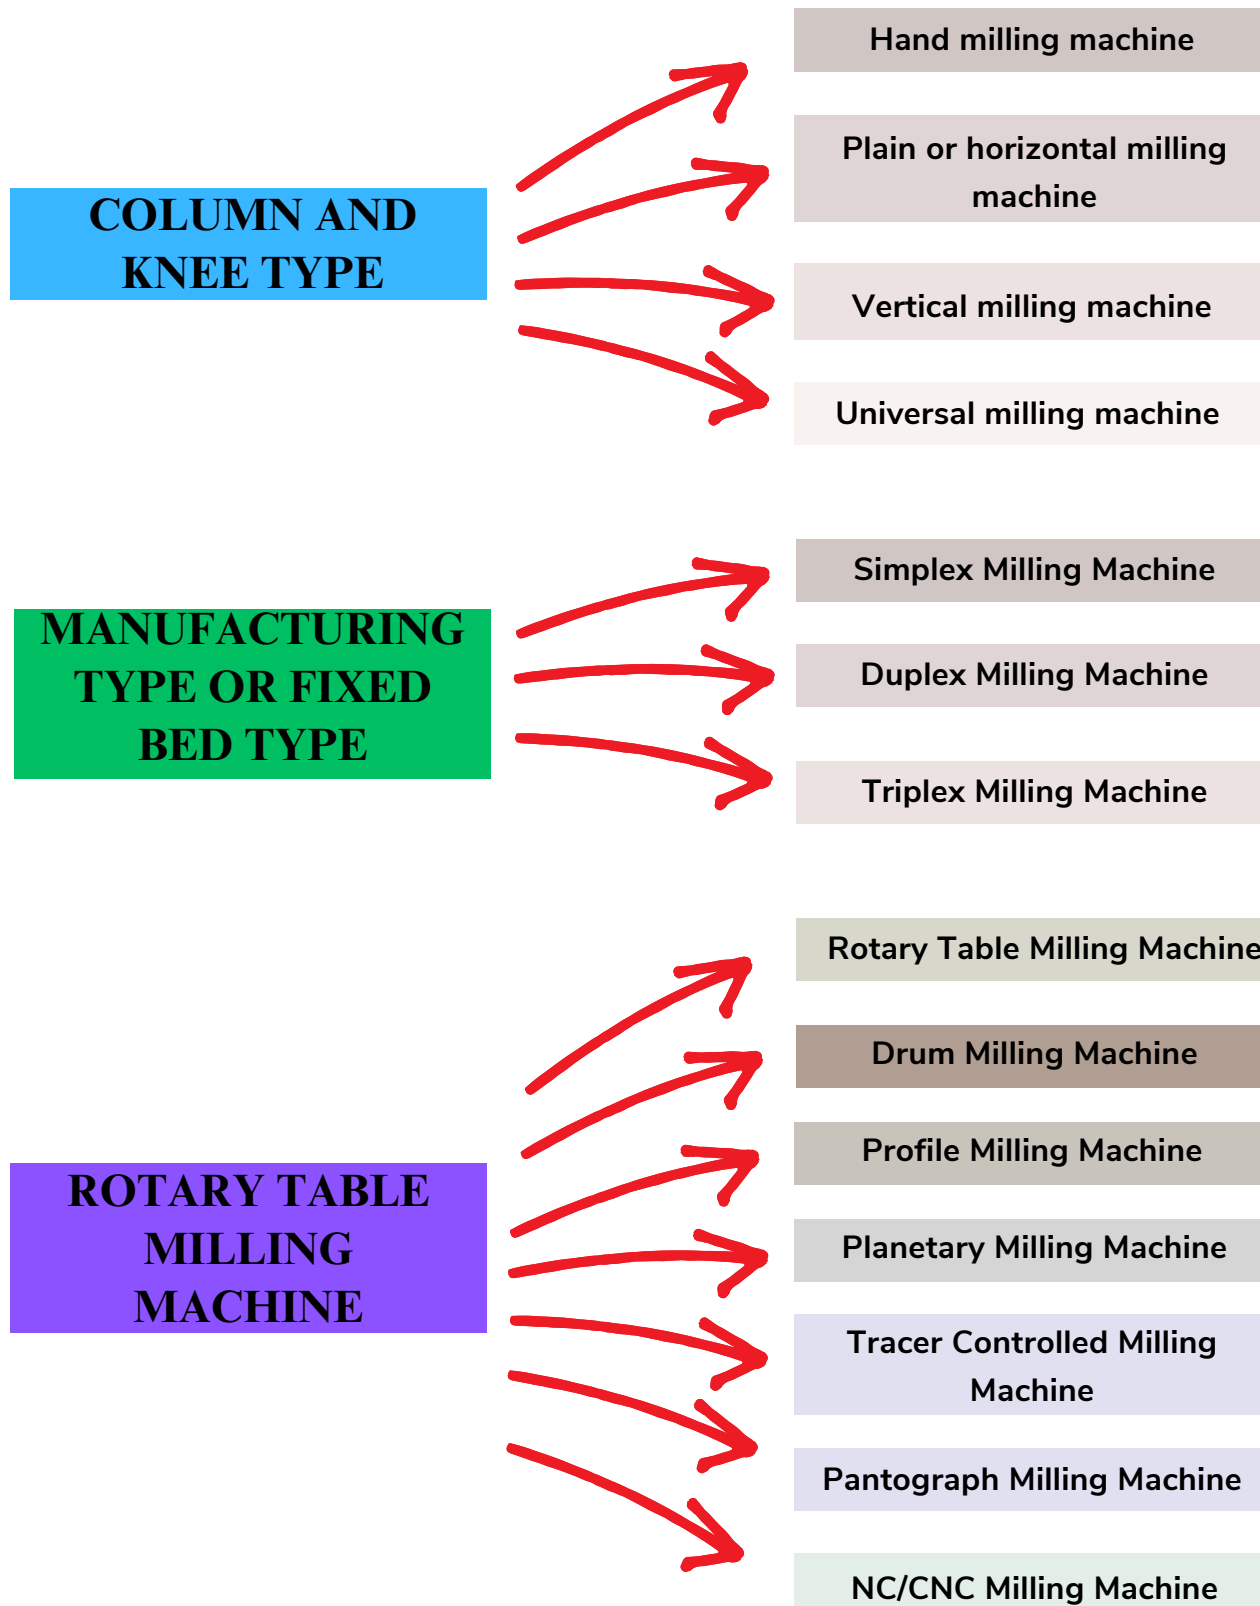 Hand milling machine
Plain or horizontal milling
machine
COLUMN AND
KNEE TYPE
Vertical milling machine
Universal milling machine
Simplex Milling Machine
MANUFACTURING
TYPE OR FIXED
BED TYPE
Duplex Milling Machine
Triplex Milling Machine
Rotary Table Milling Machine
Drum Milling Machine
Profile Milling Machine
ROTARY TABLE
MILLING
MACHINE
Planetary Milling Machine
Tracer Controlled Milling
Machine
Pantograph Milling Machine
NC/CNC Milling Machine